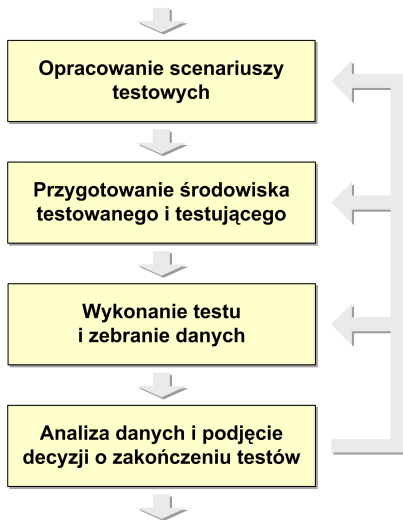 Opracowanie scenariuszy
testowych
Przygotowanie środowiska
testowanego i testującego
Wykonanie testu
i zebranie danych
Analiza danych i podjęcie
decyzji o zakończeniu testów